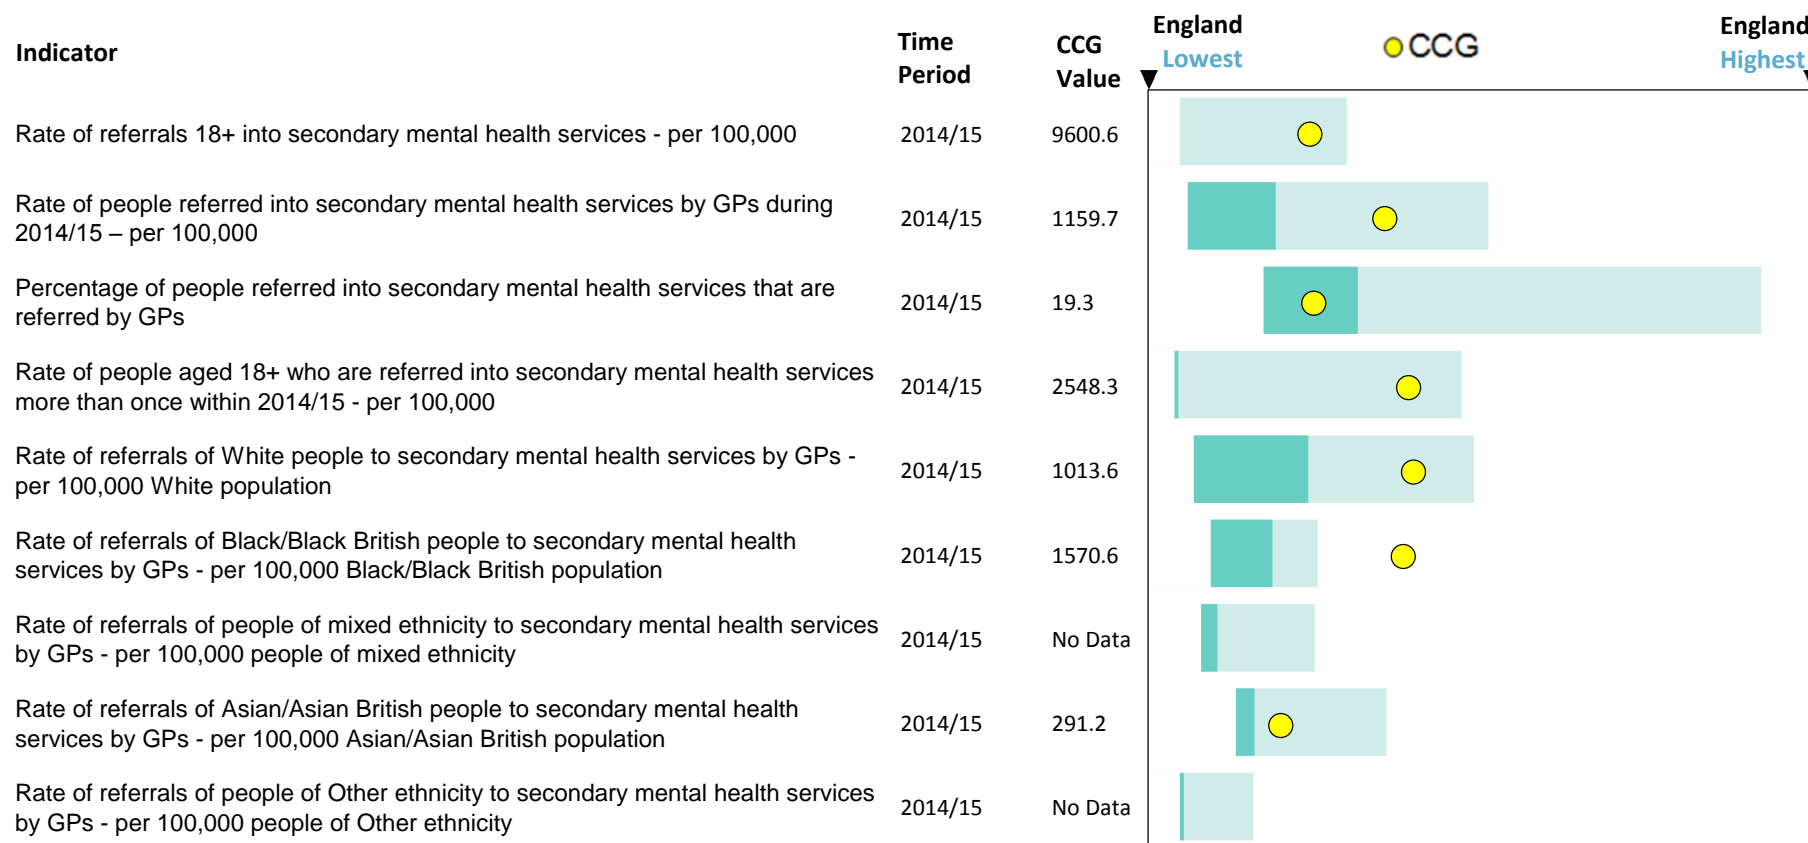 Indicator
Time
Period
CCG
Value
England
Lowest
CCG
England
Highest
Rate of referrals 18+ into secondary mental health services - per 100,000
2014/15
9600.6
Rate of people referred into secondary mental health services by GPs during
2014/15 – per 100,000
2014/15
1159.7
Percentage of people referred into secondary mental health services that are
referred by GPs
2014/15
19.3
Rate of people aged 18+ who are referred into secondary mental health services
more than once within 2014/15 - per 100,000
2014/15
2548.3
Rate of referrals of White people to secondary mental health services by GPs -
per 100,000 White population
2014/15
1013.6
Rate of referrals of Black/Black British people to secondary mental health
services by GPs - per 100,000 Black/Black British population
2014/15
1570.6
Rate of referrals of people of mixed ethnicity to secondary mental health services
by GPs - per 100,000 people of mixed ethnicity
2014/15
No Data
Rate of referrals of Asian/Asian British people to secondary mental health
services by GPs - per 100,000 Asian/Asian British population
2014/15
291.2
Rate of referrals of people of Other ethnicity to secondary mental health services
by GPs - per 100,000 people of Other ethnicity
2014/15
No Data